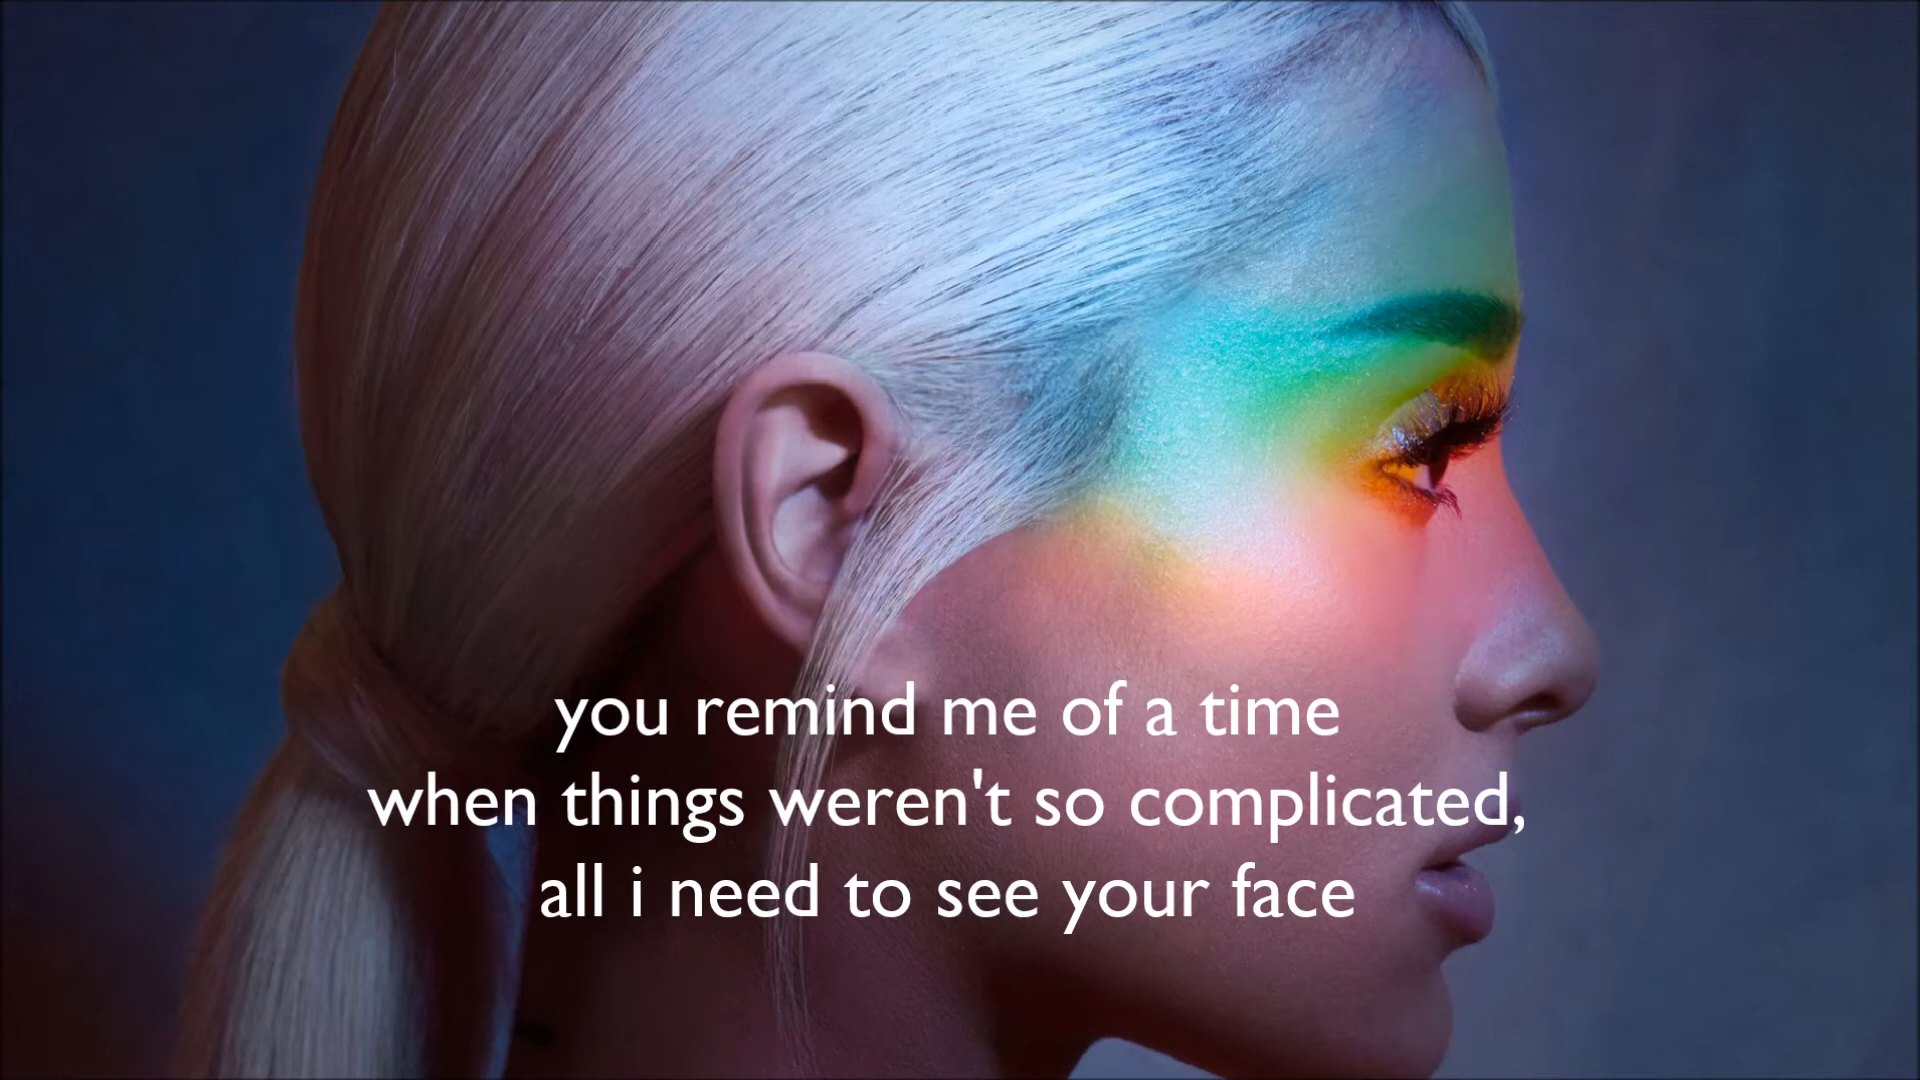 you remind me of a time
when things weren't so complicated,
all i need to see your face